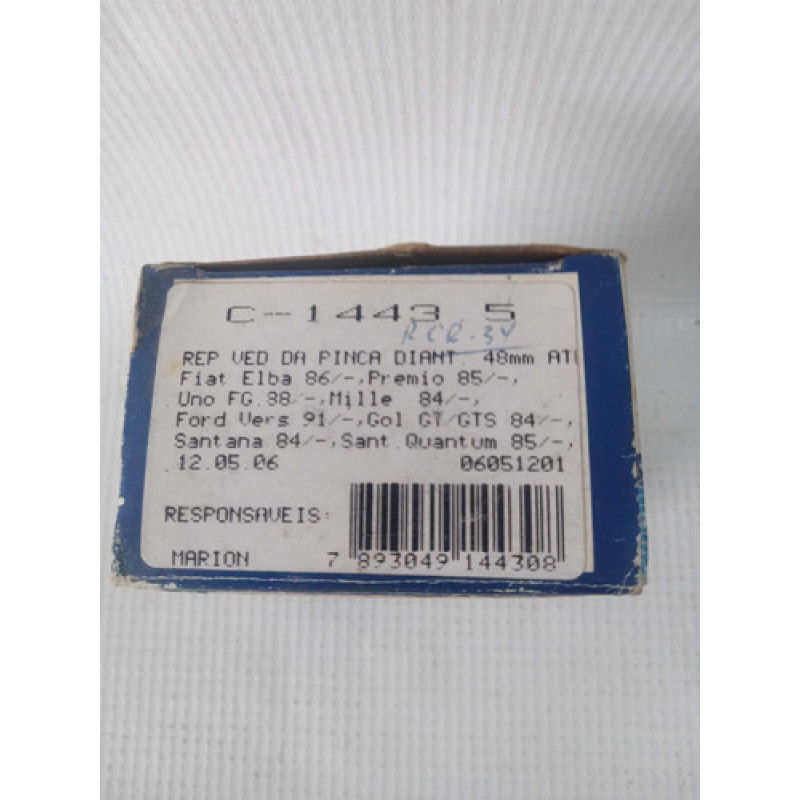 C-1443 5
RCR-34
REP VED DA PINCA DIANT. 48mm
Fiat Elba 86/-,Premio 85/-,
Uno FG.88/-,Mille 84/-,
Ford Vers 91/-,Gol GT/GTS 84/-,
Santana 84/-,Sant.Quantum 85/-,
12.05.06 06051201
RESPONSAVEIS:
MARION 7 893049 144308